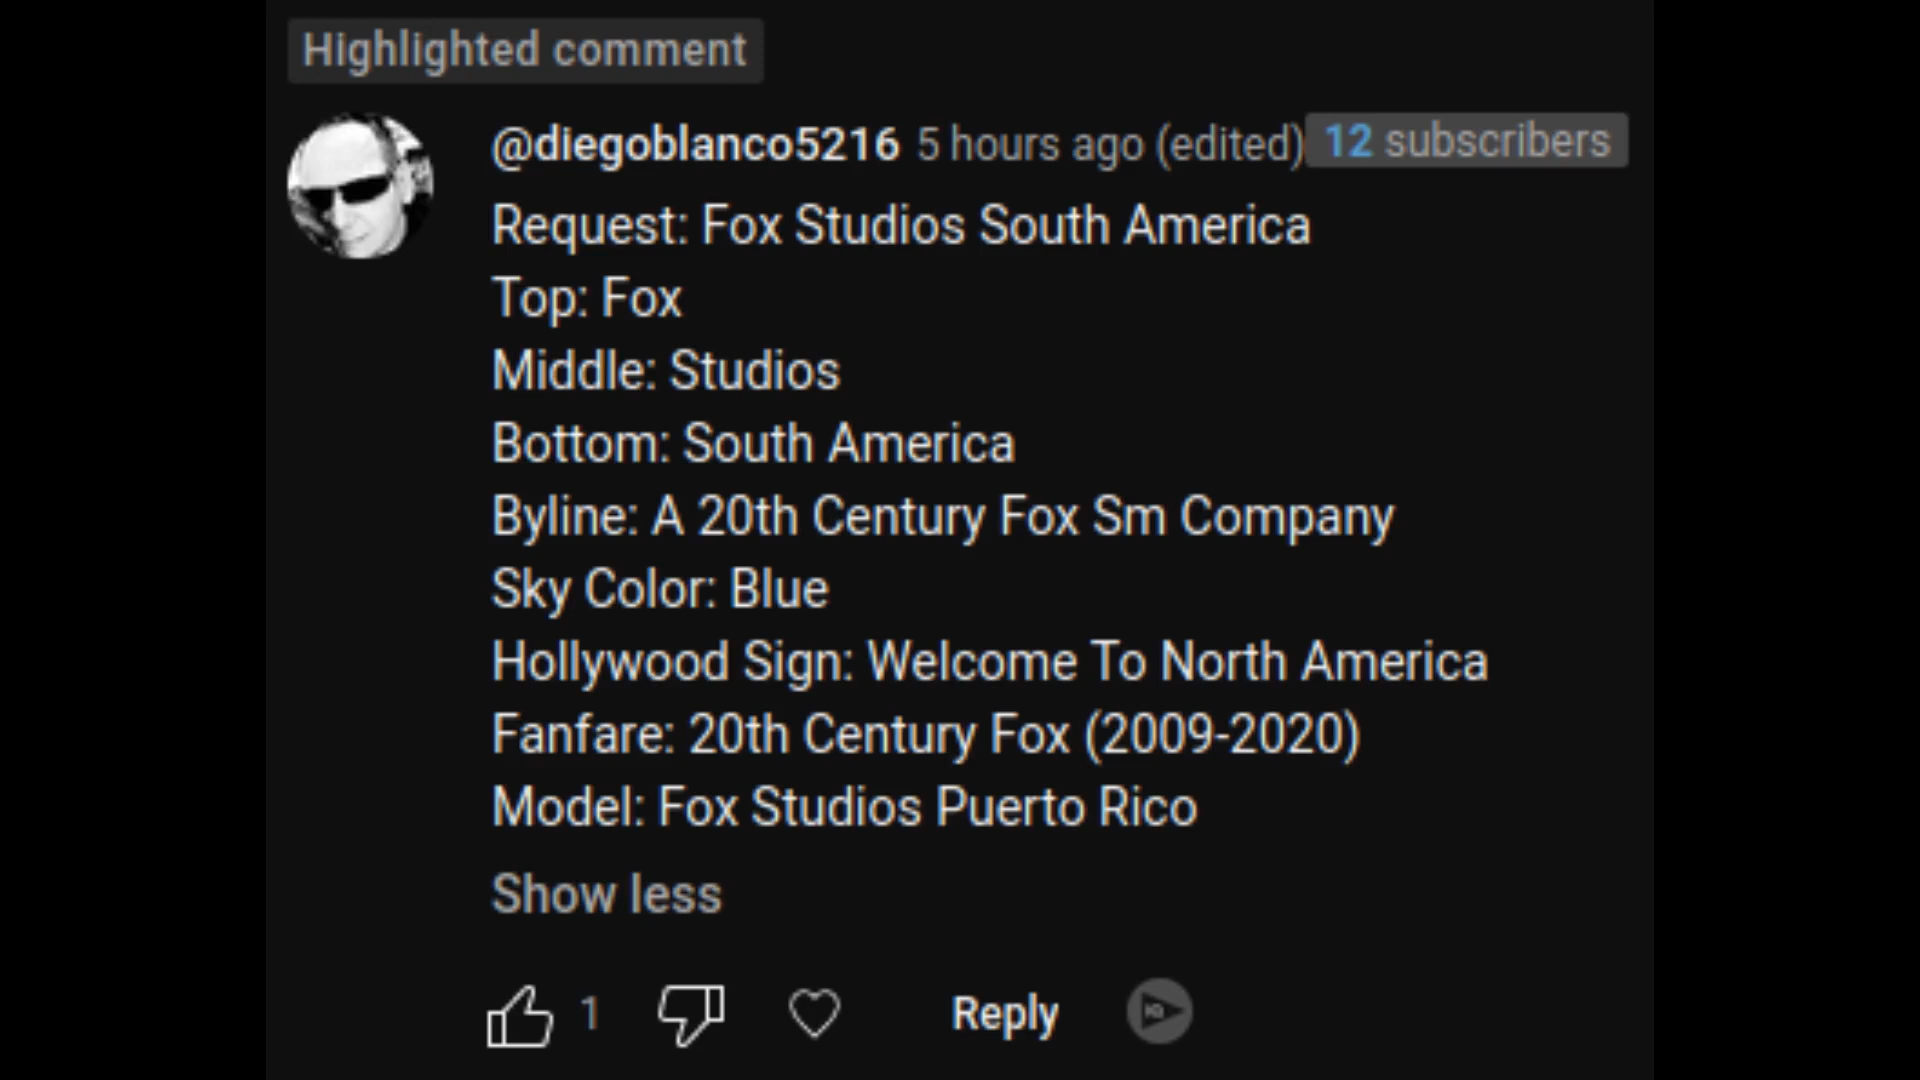 Highlighted comment
@diegoblanco5216 5 hours ago (edited) 12 subscribers
Request: Fox Studios South America
Top: Fox
Middle: Studios
Bottom: South America
Byline: A 20th Century Fox Sm Company
Sky Color: Blue
Hollywood Sign: Welcome To North America
Fanfare: 20th Century Fox (2009-2020)
Model: Fox Studios Puerto Rico
Show less
1 Reply